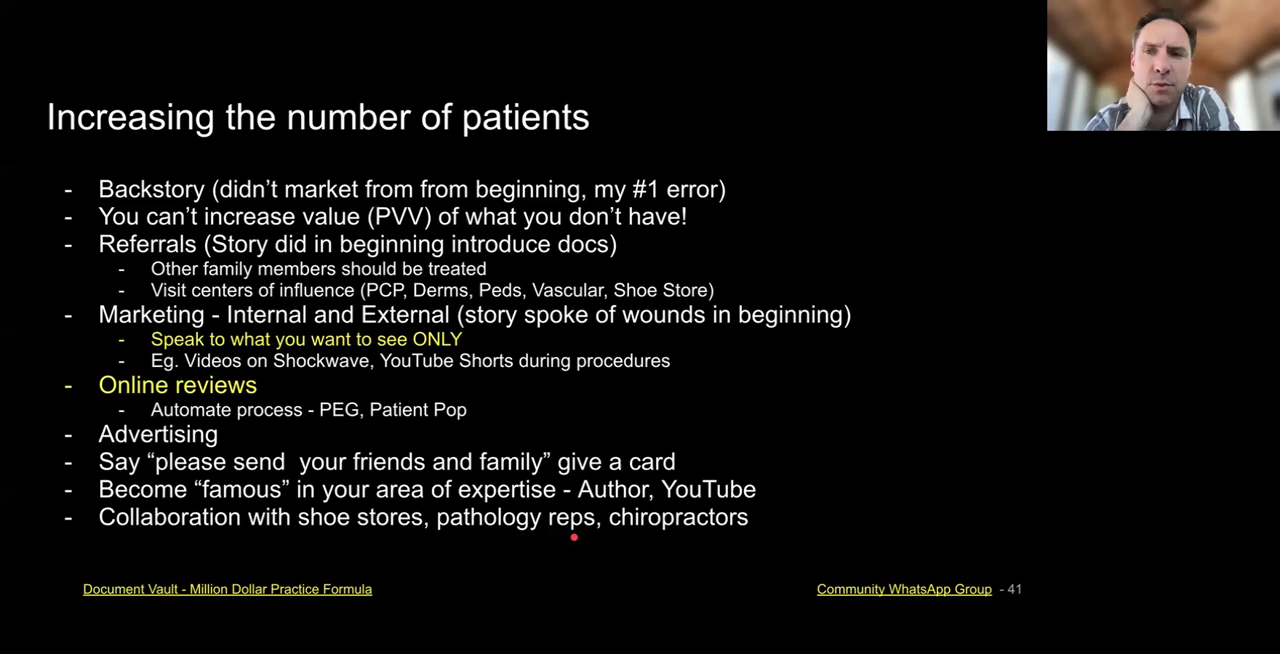 Increasing the number of patients
- Backstory (didn't market from from beginning, my #1 error)
- You can't increase value (PVV) of what you don't have!
- Referrals (Story did in beginning introduce docs)
- Other family members should be treated
- Visit centers of influence (PCP, Derms, Peds, Vascular, Shoe Store)
- Marketing - Internal and External (story spoke of wounds in beginning)
- Speak to what you want to see ONLY
- Eg. Videos on Shockwave, YouTube Shorts during procedures
- Online reviews
- Automate process - PEG, Patient Pop
- Advertising
- Say “please send  your friends and family” give a card
- Become “famous” in your area of expertise - Author, YouTube
- Collaboration with shoe stores, pathology reps, chiropractors
Document Vault - Million Dollar Practice Formula
Community WhatsApp Group - 41